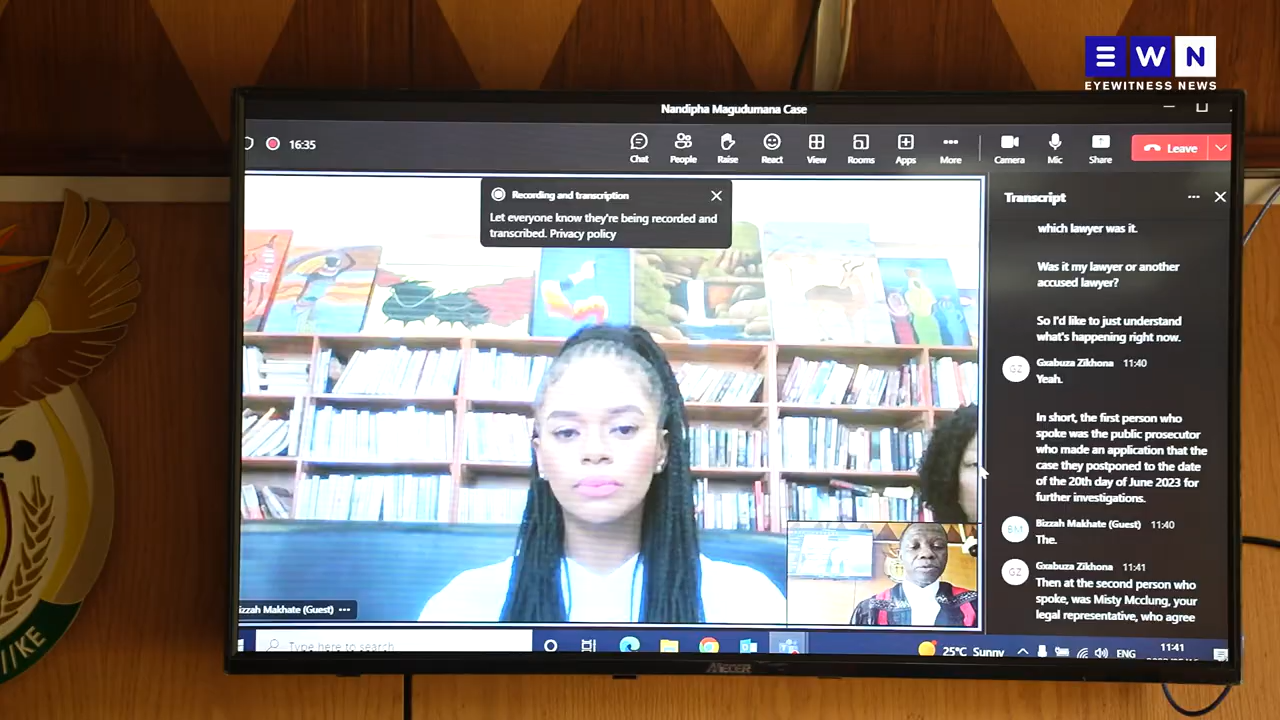 EWN
EYEWITNESS NEWS
Nandipha Magudumana Case
16:35
Chat
People
Raise
React
View
Rooms
Apps
More
Camera
Mic
Share
Leave
Recording and transcription
Let everyone know they're being recorded and
transcribed. Privacy policy
Transcript
which lawyer was it.
Was it my lawyer or another
accused lawyer?
So I'd like to just understand
what's happening right now.
GZ
Gxabuza Zikhona 11:40
Yeah.
In short, the first person who
spoke was the public prosecutor
who made an application that the
case they postponed to the date
of the 20th day of June 2023 for
further investigations.
BM
Bizzah Makhate (Guest) 11:40
The.
GZ
Gxabuza Zikhona 11:41
Then at the second person who
spoke, was Misty Mcclung, your
legal representative, who agree
izzah Makhate (Guest)
Type here to search
25°C Sunny
ENG
11:41
MECER
//KE